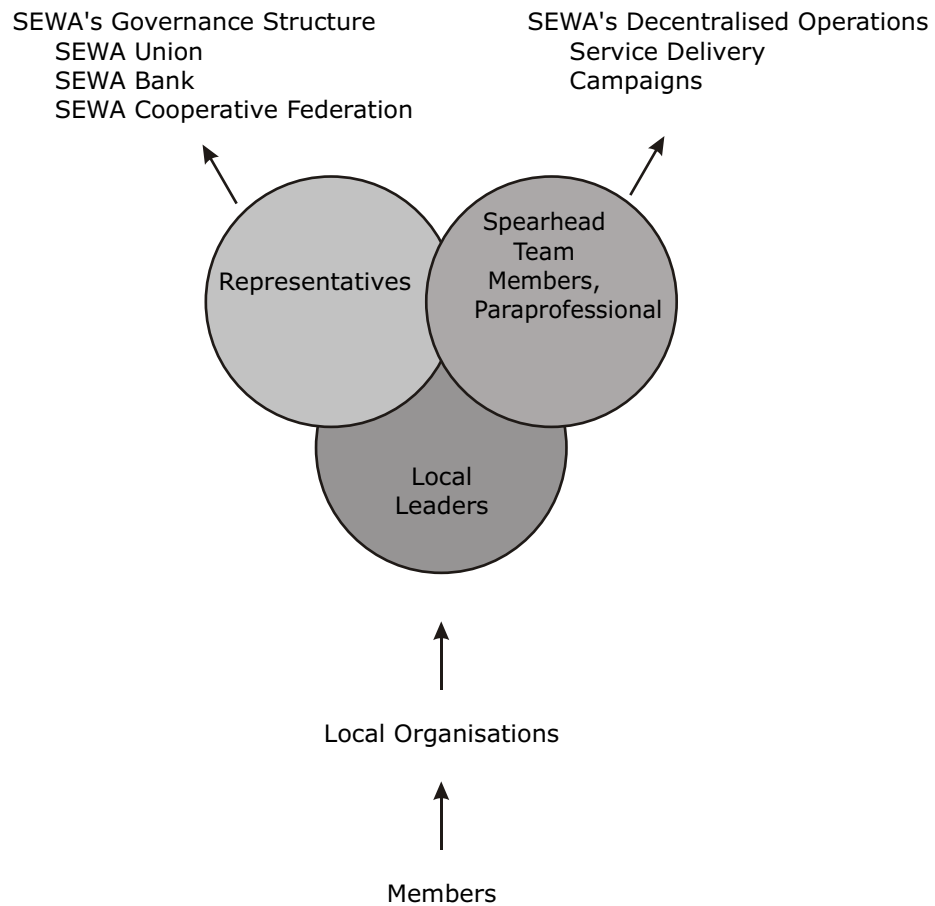 SEWA's Governance Structure
SEWA Union
SEWA Bank
SEWA Cooperative Federation
SEWA's Decentralised Operations
Service Delivery
Campaigns
Representatives
Spearhead
Team
Members,
Paraprofessional
Local
Leaders
Local Organisations
Members